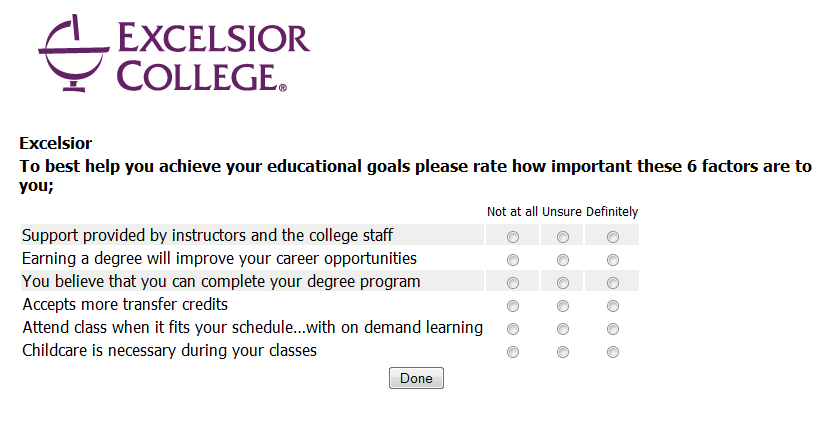 EXCELSIOR
COLLEGE®
Excelsior
To best help you achieve your educational goals please rate how important these 6 factors are to
you;
Not at all Unsure Definitely
Support provided by instructors and the college staff
Earning a degree will improve your career opportunities
You believe that you can complete your degree program
Accepts more transfer credits
Attend class when it fits your schedule...with on demand learning
Childcare is necessary during your classes
Done